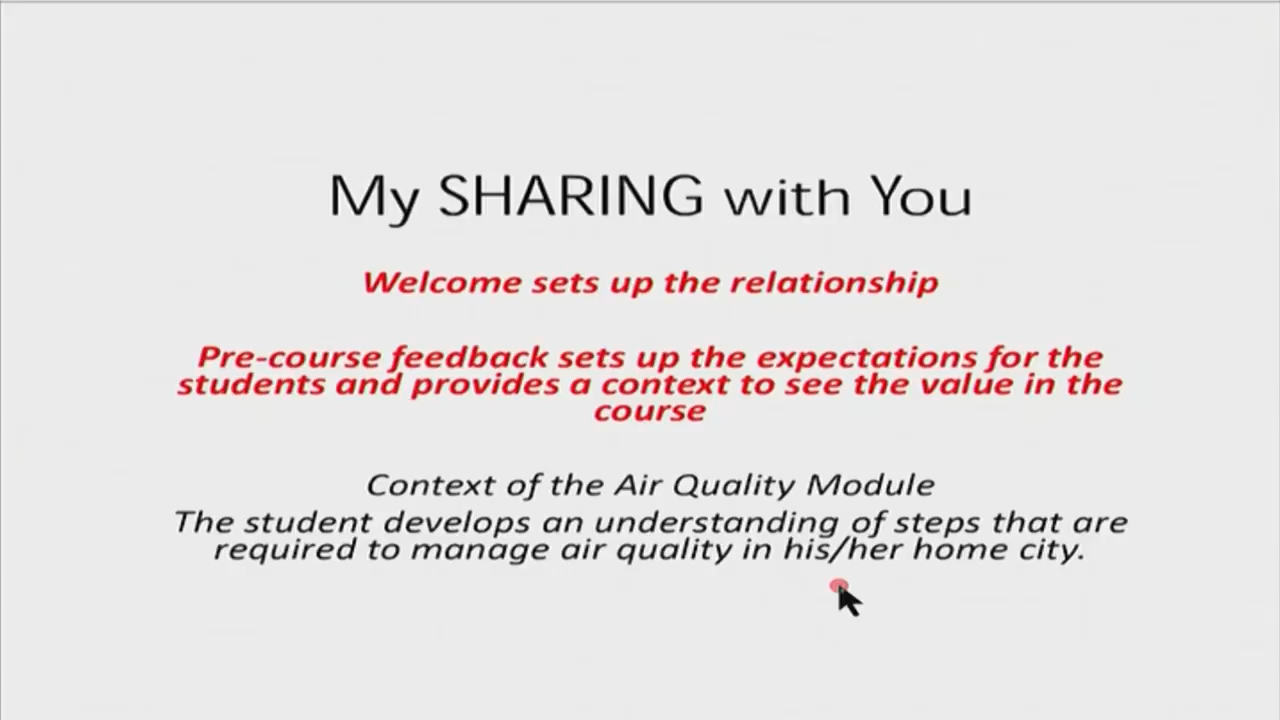 My SHARING with You
Welcome sets up the relationship
Pre-course feedback sets up the expectations for the
students and provides a context to see the value in the
course
Context of the Air Quality Module
The student develops an understanding of steps that are
required to manage air quality in his/her home city.